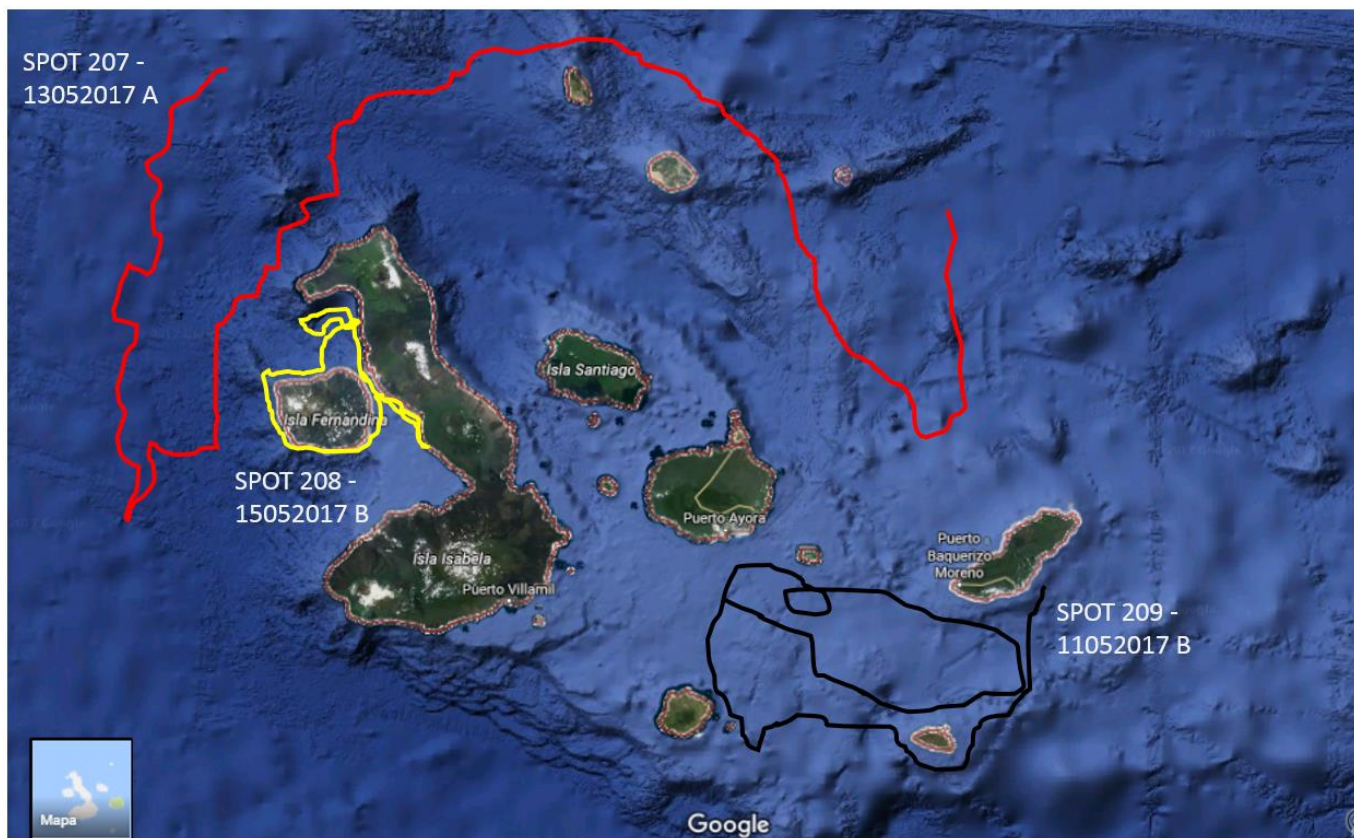 SPOT 207 -
13052017 A
Isla Santiago
Isla Fernandina
SPOT 208 -
15052017 B
Puerto Ayora
Isla Isabela
Puerto Villamil
Puerto
Baquerizo
Moreno
SPOT 209 -
11052017 B
Mapa
Google